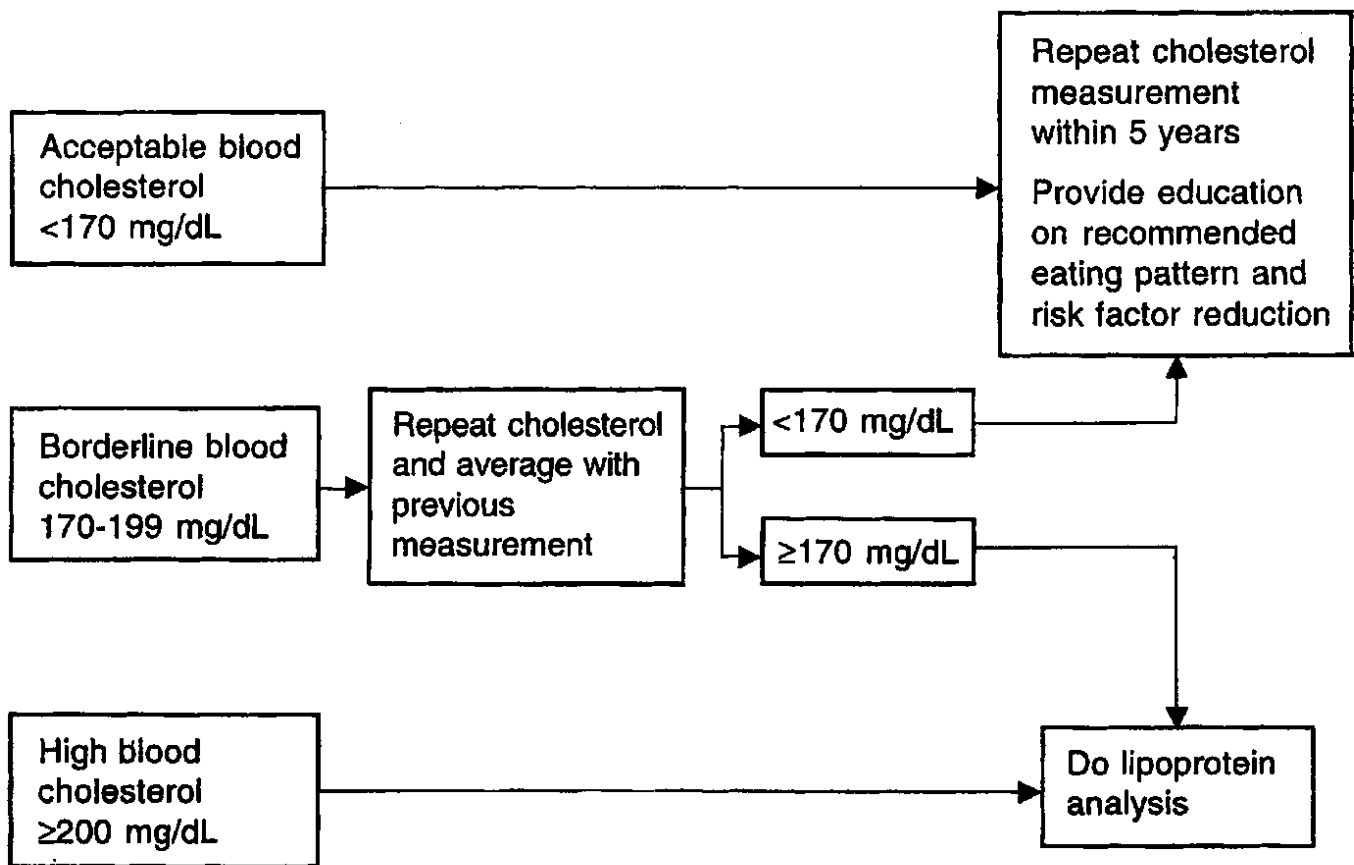 Acceptable blood
cholesterol
<170 mg/dL
Repeat cholesterol
measurement
within 5 years
Provide education
on recommended
eating pattern and
risk factor reduction
Borderline blood
cholesterol
170-199 mg/dL
Repeat cholesterol
and average with
previous
measurement
<170 mg/dL
≥170 mg/dL
High blood
cholesterol
≥200 mg/dL
Do lipoprotein
analysis